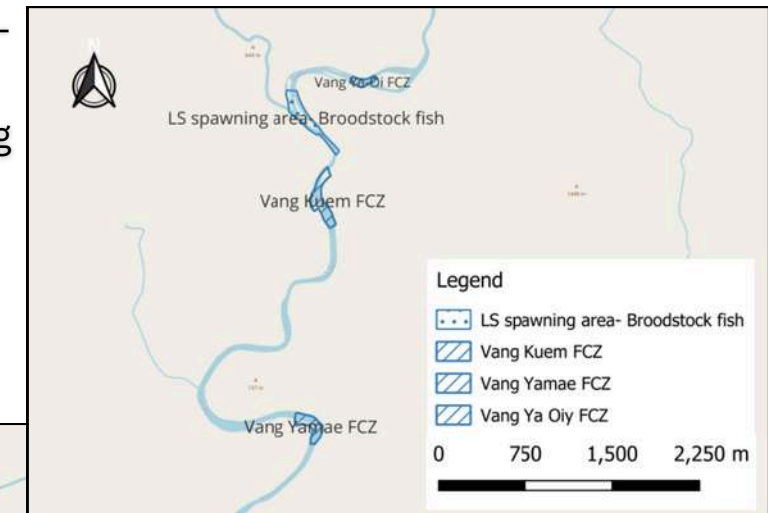 -
g
N
Vang Ya Oi FCZ
LS spawning area- Broodstock fish
Vang Kuem FCZ
Vang Yamae FCZ
Legend
LS spawning area- Broodstock fish
Vang Kuem FCZ
Vang Yamae FCZ
Vang Ya Oiy FCZ
0 750 1,500 2,250 m